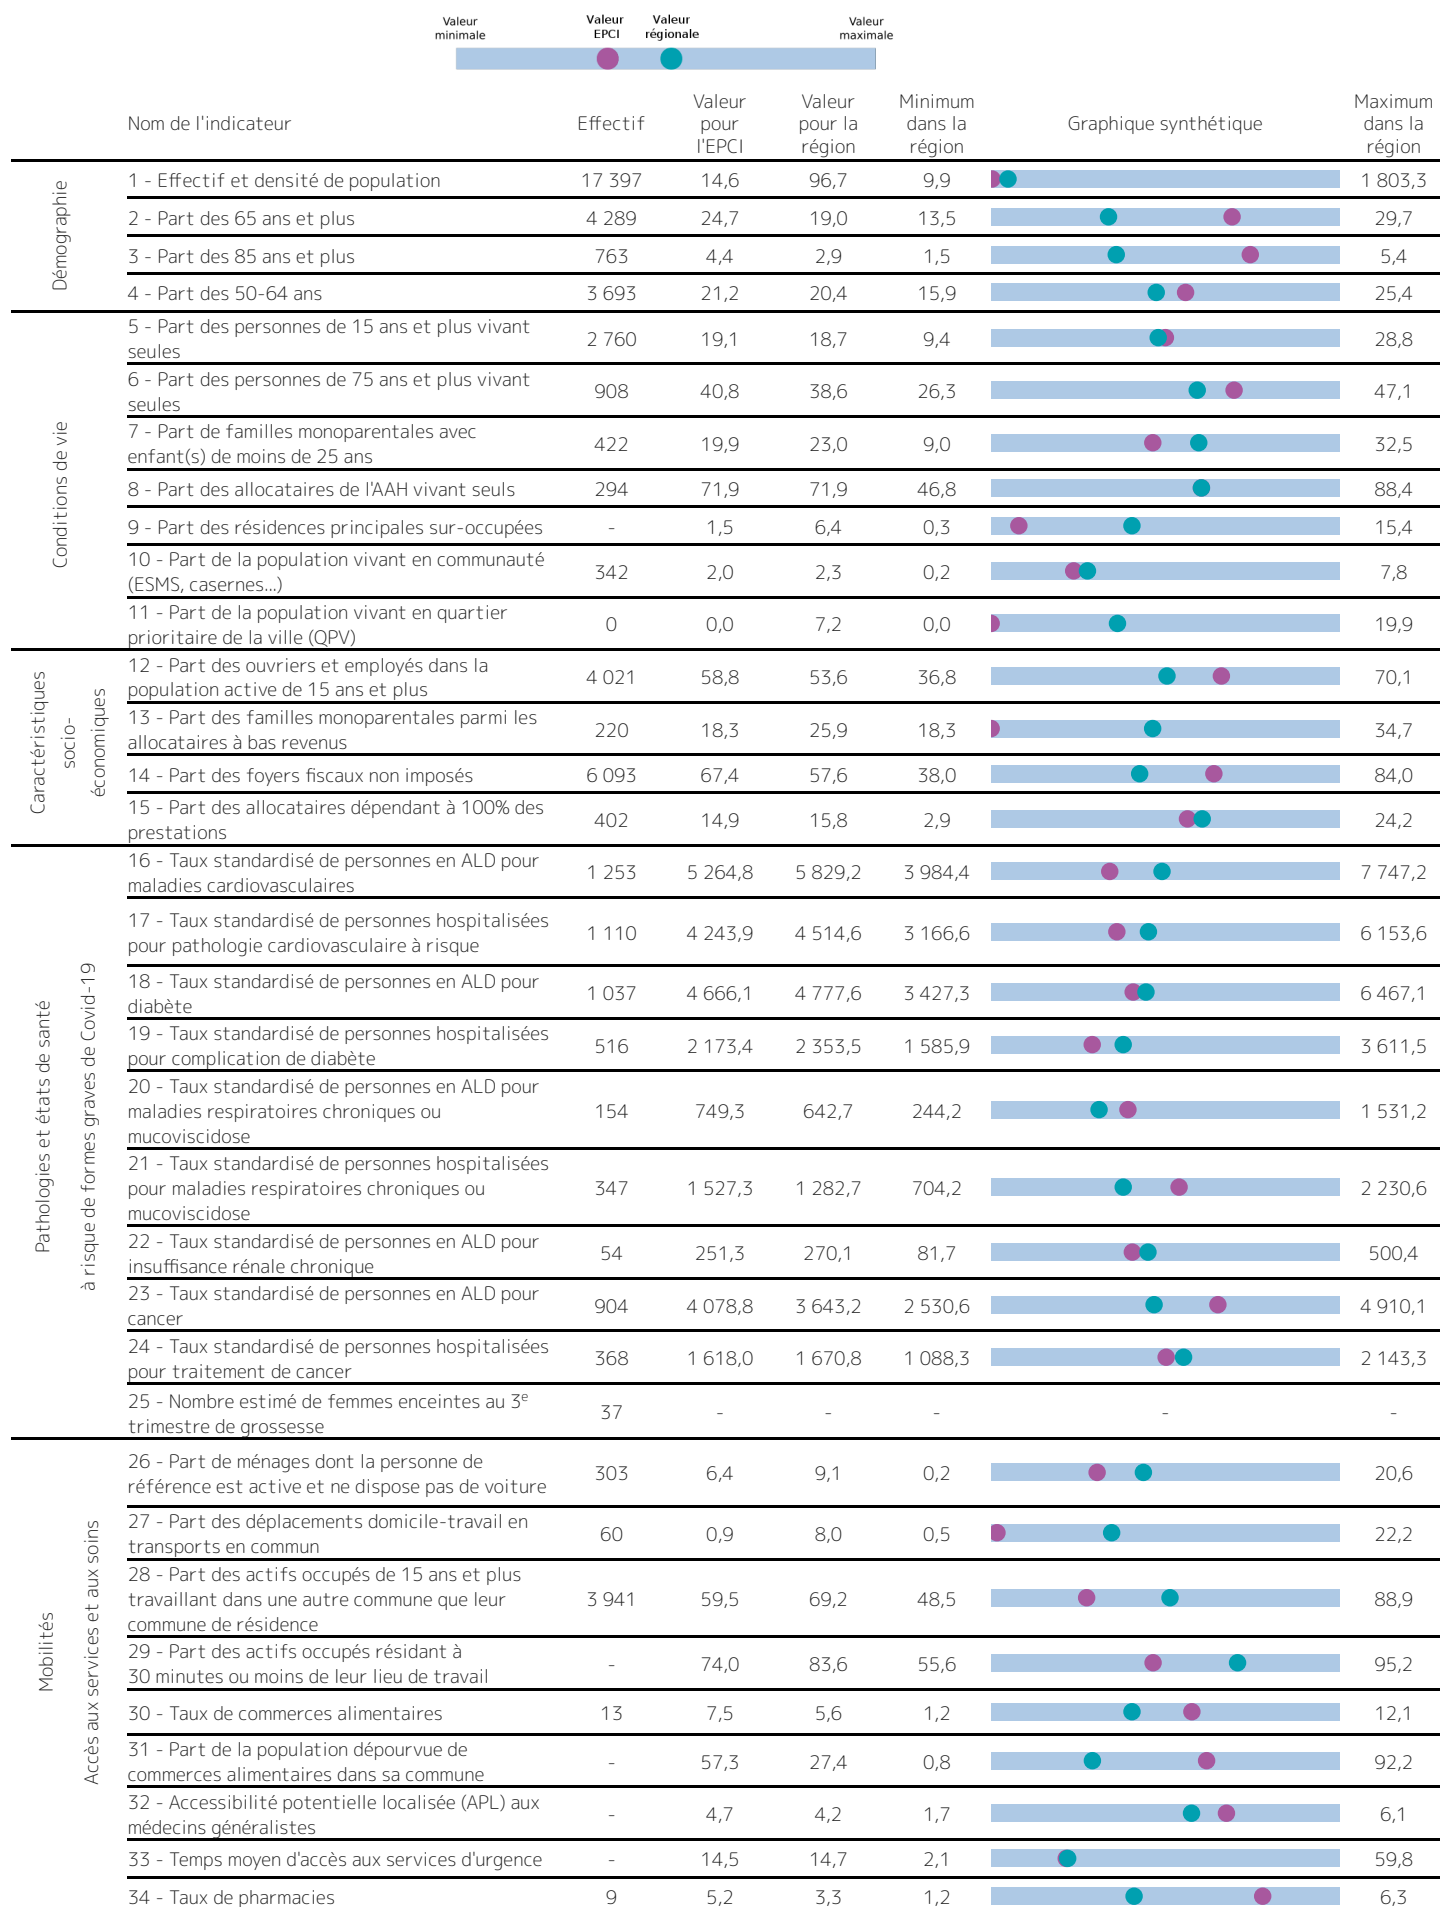 Valeur minimale
Valeur EPCI
Valeur régionale
Valeur maximale
Nom de l'indicateur Effectif Valeur pour l'EPCI Valeur pour la région Minimum dans la région Graphique synthétique Maximum dans la région
Démographie
1 - Effectif et densité de population 17 397 14,6 96,7 9,9 1 803,3
2 - Part des 65 ans et plus 4 289 24,7 19,0 13,5 29,7
3 - Part des 85 ans et plus 763 4,4 2,9 1,5 5,4
4 - Part des 50-64 ans 3 693 21,2 20,4 15,9 25,4
Conditions de vie
5 - Part des personnes de 15 ans et plus vivant
seules 2 760 19,1 18,7 9,4 28,8
6 - Part des personnes de 75 ans et plus vivant
seules 908 40,8 38,6 26,3 47,1
7 - Part de familles monoparentales avec
enfant(s) de moins de 25 ans 422 19,9 23,0 9,0 32,5
8 - Part des allocataires de l'AAH vivant seuls 294 71,9 71,9 46,8 88,4
9 - Part des résidences principales sur-occupées - 1,5 6,4 0,3 15,4
10 - Part de la population vivant en communauté
(ESMS, casernes...) 342 2,0 2,3 0,2 7,8
11 - Part de la population vivant en quartier
prioritaire de la ville (QPV) 0 0,0 7,2 0,0 19,9
Caractéristiques
socio-
économiques
12 - Part des ouvriers et employés dans la
population active de 15 ans et plus 4 021 58,8 53,6 36,8 70,1
13 - Part des familles monoparentales parmi les
allocataires à bas revenus 220 18,3 25,9 18,3 34,7
14 - Part des foyers fiscaux non imposés 6 093 67,4 57,6 38,0 84,0
15 - Part des allocataires dépendant à 100% des
prestations 402 14,9 15,8 2,9 24,2
Pathologies et états de santé
à risque de formes graves de Covid-19
16 - Taux standardisé de personnes en ALD pour
maladies cardiovasculaires 1 253 5 264,8 5 829,2 3 984,4 7 747,2
17 - Taux standardisé de personnes hospitalisées
pour pathologie cardiovasculaire à risque 1 110 4 243,9 4 514,6 3 166,6 6 153,6
18 - Taux standardisé de personnes en ALD pour
diabète 1 037 4 666,1 4 777,6 3 427,3 6 467,1
19 - Taux standardisé de personnes hospitalisées
pour complication de diabète 516 2 173,4 2 353,5 1 585,9 3 611,5
20 - Taux standardisé de personnes en ALD pour
maladies respiratoires chroniques ou
mucoviscidose 154 749,3 642,7 244,2 1 531,2
21 - Taux standardisé de personnes hospitalisées
pour maladies respiratoires chroniques ou
mucoviscidose 347 1 527,3 1 282,7 704,2 2 230,6
22 - Taux standardisé de personnes en ALD pour
insuffisance rénale chronique 54 251,3 270,1 81,7 500,4
23 - Taux standardisé de personnes en ALD pour
cancer 904 4 078,8 3 643,2 2 530,6 4 910,1
24 - Taux standardisé de personnes hospitalisées
pour traitement de cancer 368 1 618,0 1 670,8 1 088,3 2 143,3
25 - Nombre estimé de femmes enceintes au 3e
trimestre de grossesse 37 - - - - -
Mobilités
Accès aux services et aux soins
26 - Part de ménages dont la personne de
référence est active et ne dispose pas de voiture 303 6,4 9,1 0,2 20,6
27 - Part des déplacements domicile-travail en
transports en commun 60 0,9 8,0 0,5 22,2
28 - Part des actifs occupés de 15 ans et plus
travaillant dans une autre commune que leur
commune de résidence 3 941 59,5 69,2 48,5 88,9
29 - Part des actifs occupés résidant à
30 minutes ou moins de leur lieu de travail - 74,0 83,6 55,6 95,2
30 - Taux de commerces alimentaires 13 7,5 5,6 1,2 12,1
31 - Part de la population dépourvue de
commerces alimentaires dans sa commune - 57,3 27,4 0,8 92,2
32 - Accessibilité potentielle localisée (APL) aux
médecins généralistes - 4,7 4,2 1,7 6,1
33 - Temps moyen d'accès aux services d'urgence - 14,5 14,7 2,1 59,8
34 - Taux de pharmacies 9 5,2 3,3 1,2 6,3